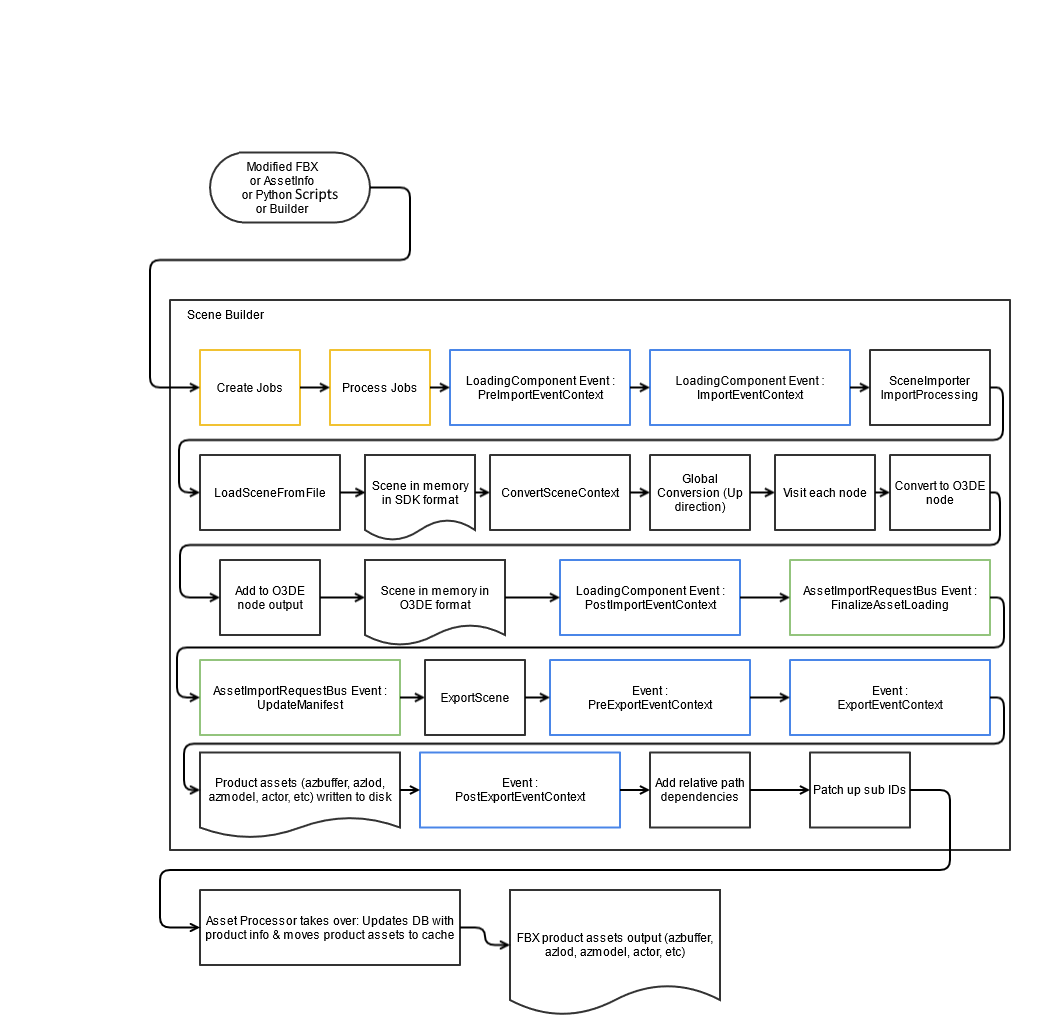 Modified FBX
or AssetInfo
or Python Scripts
or Builder
Scene Builder
Create Jobs
Process Jobs
LoadingComponent Event :
PreImportEventContext
LoadingComponent Event :
ImportEventContext
SceneImporter
ImportProcessing
LoadSceneFromFile
Scene in memory
in SDK format
ConvertSceneContext
Global
Conversion (Up
direction)
Visit each node
Convert to O3DE
node
Add to O3DE
node output
Scene in memory in
O3DE format
LoadingComponent Event :
PostImportEventContext
AssetImportRequestBus Event :
FinalizeAssetLoading
AssetImportRequestBus Event :
UpdateManifest
ExportScene
Event :
PreExportEventContext
Event :
ExportEventContext
Product assets (azbuffer, azlod,
azmodel, actor, etc) written to disk
Event :
PostExportEventContext
Add relative path
dependencies
Patch up sub IDs
Asset Processor takes over: Updates DB with
product info & moves product assets to cache
FBX product assets output (azbuffer,
azlod, azmodel, actor, etc)